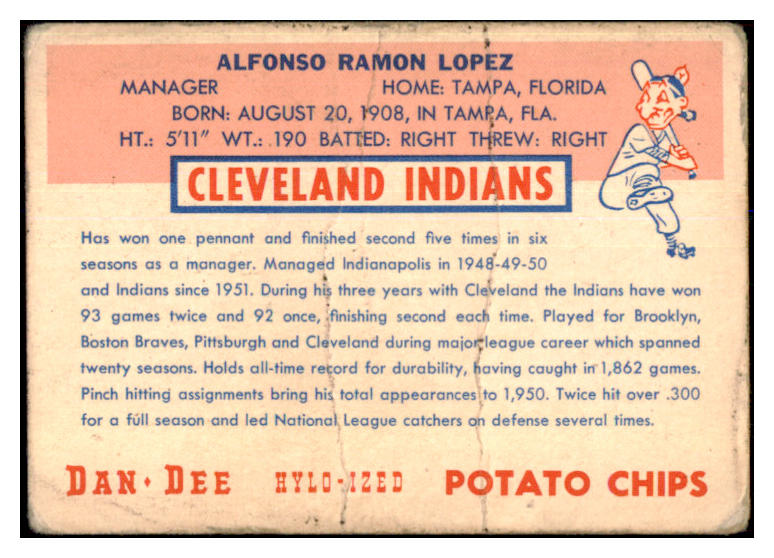 ALFONSO RAMON LOPEZ
MANAGER HOME: TAMPA, FLORIDA
BORN: AUGUST 20, 1908, IN TAMPA, FLA.
HT.: 5'11" WT.: 190 BATTED: RIGHT THREW: RIGHT
CLEVELAND INDIANS
Has won one pennant and finished second five times in six
seasons as a manager. Managed Indianapolis in 1948-49-50
and Indians since 1951. During his three years with Cleveland the Indians have won
93 games twice and 92 once, finishing second each time. Played for Brooklyn,
Boston Braves, Pittsburgh and Cleveland during major league career which spanned
twenty seasons. Holds all-time record for durability, having caught in 1,862 games.
Pinch hitting assignments bring his total appearances to 1,950. Twice hit over .300
for a full season and led National League catchers on defense several times.
DAN·DEE HYLO-IZED POTATO CHIPS